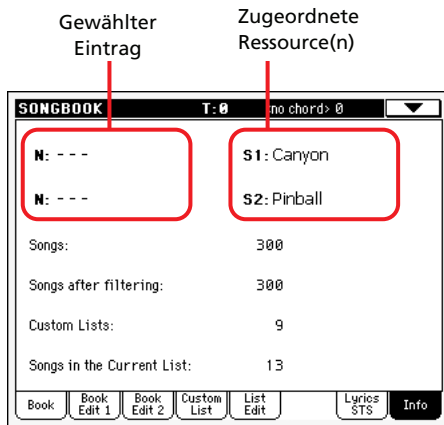 Gewählter Eintrag
Zugeordnete Ressource(n)
SONGBOOK T:0 <no chord> 0
N: --- S1: Canyon
N: --- S2: Pinball
Songs: 300
Songs after filtering: 300
Custom Lists: 9
Songs in the Current List: 13
Book Book Edit 1 Book Edit 2 Custom List List Edit Lyrics STS Info